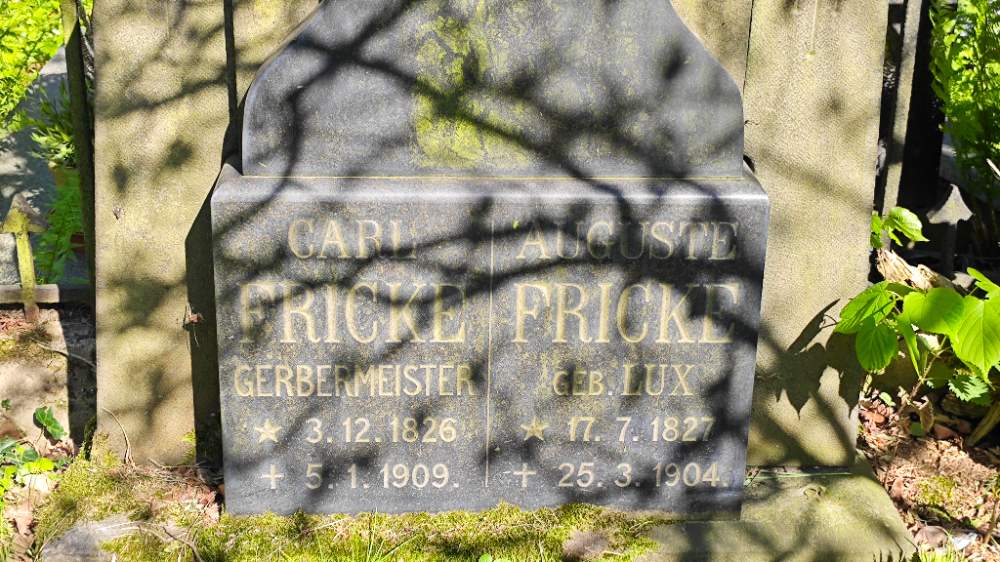 CARL
FRICKE
GERBERMEISTER
★ 3. 12. 1826
+ 5. 1. 1909.
AUGUSTE
FRICKE
GEB. LUX
★ 17. 7. 1827
+ 25. 3. 1904.